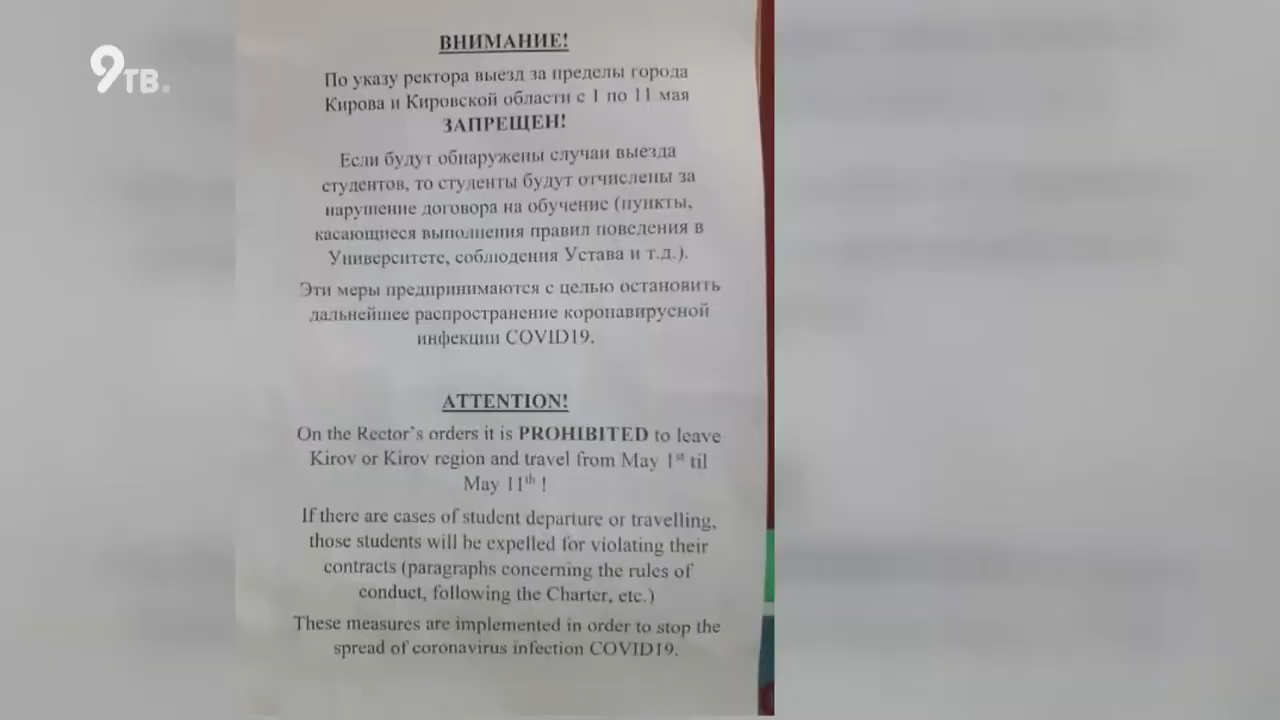 9ТВ.
ВНИМАНИЕ!
По указу ректора выезд за пределы города
Кирова и Кировской области с 1 по 11 мая
ЗАПРЕЩЕН!
Если будут обнаружены случаи выезда
студентов, то студенты будут отчислены за
нарушение договора на обучение (пункты,
касающиеся выполнения правил поведения в
Университете, соблюдения Устава и т.д.).
Эти меры предпринимаются с целью остановить
дальнейшее распространение коронавирусной
инфекции COVID19.
ATTENTION!
On the Rector's orders it is PROHIBITED to leave
Kirov or Kirov region and travel from May 1st til
May 11th !
If there are cases of student departure or travelling,
those students will be expelled for violating their
contracts (paragraphs concerning the rules of
conduct, following the Charter, etc.)
These measures are implemented in order to stop the
spread of coronavirus infection COVID19.